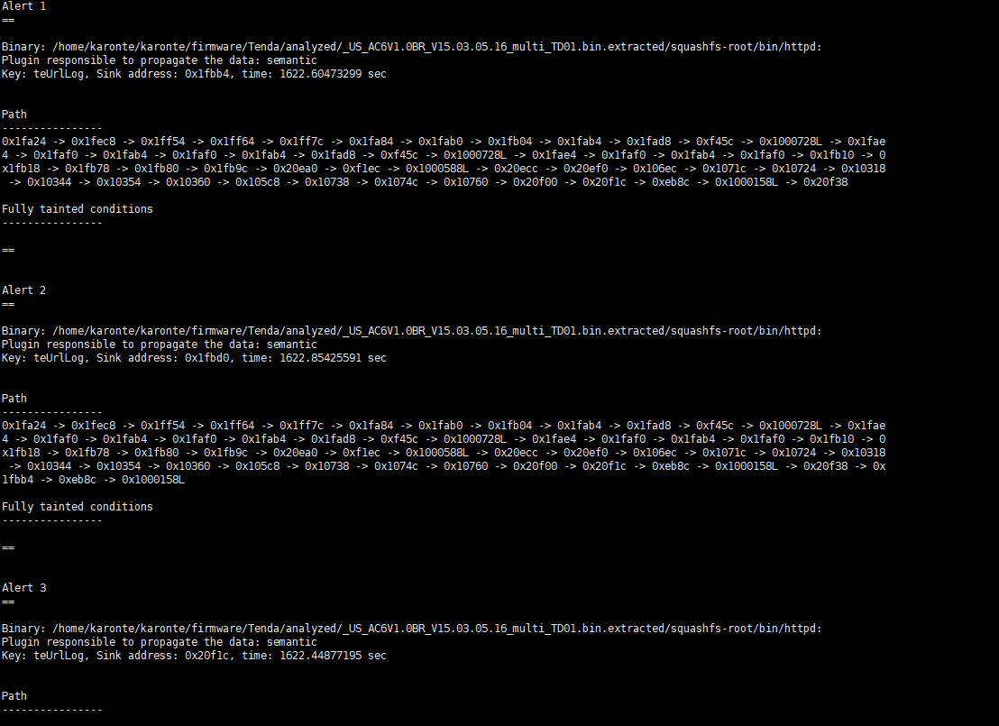 Alert 1
==
Binary: /home/karonte/karonte/firmware/Tenda/analyzed/_US_AC6V1.0BR_V15.03.05.16_multi_TD01.bin.extracted/squashfs-root/bin/httpd:
Plugin responsible to propagate the data: semantic
Key: teUrlLog, Sink address: 0x1fbb4, time: 1622.60473299 sec
Path
----------------
0x1fa24 -> 0x1fec8 -> 0x1ff54 -> 0x1ff64 -> 0x1ff7c -> 0x1fa84 -> 0x1fab0 -> 0x1fb04 -> 0x1fab4 -> 0x1fad8 -> 0xf45c -> 0x1000728L -> 0x1fae
4 -> 0x1faf0 -> 0x1fab4 -> 0x1faf0 -> 0x1fab4 -> 0x1fad8 -> 0xf45c -> 0x1000728L -> 0x1fae4 -> 0x1faf0 -> 0x1fab4 -> 0x1faf0 -> 0x1fb10 -> 0
x1fb18 -> 0x1fb78 -> 0x1fb80 -> 0x1fb9c -> 0x20ea0 -> 0xf1ec -> 0x1000588L -> 0x20ecc -> 0x20ef0 -> 0x106ec -> 0x1071c -> 0x10724 -> 0x10318
 -> 0x10344 -> 0x10354 -> 0x10360 -> 0x105c8 -> 0x10738 -> 0x1074c -> 0x10760 -> 0x20f00 -> 0x20f1c -> 0xeb8c -> 0x1000158L -> 0x20f38
Fully tainted conditions
----------------
==
Alert 2
==
Binary: /home/karonte/karonte/firmware/Tenda/analyzed/_US_AC6V1.0BR_V15.03.05.16_multi_TD01.bin.extracted/squashfs-root/bin/httpd:
Plugin responsible to propagate the data: semantic
Key: teUrlLog, Sink address: 0x1fbd0, time: 1622.85425591 sec
Path
----------------
0x1fa24 -> 0x1fec8 -> 0x1ff54 -> 0x1ff64 -> 0x1ff7c -> 0x1fa84 -> 0x1fab0 -> 0x1fb04 -> 0x1fab4 -> 0x1fad8 -> 0xf45c -> 0x1000728L -> 0x1fae
4 -> 0x1faf0 -> 0x1fab4 -> 0x1faf0 -> 0x1fab4 -> 0x1fad8 -> 0xf45c -> 0x1000728L -> 0x1fae4 -> 0x1faf0 -> 0x1fab4 -> 0x1faf0 -> 0x1fb10 -> 0
x1fb18 -> 0x1fb78 -> 0x1fb80 -> 0x1fb9c -> 0x20ea0 -> 0xf1ec -> 0x1000588L -> 0x20ecc -> 0x20ef0 -> 0x106ec -> 0x1071c -> 0x10724 -> 0x10318
 -> 0x10344 -> 0x10354 -> 0x10360 -> 0x105c8 -> 0x10738 -> 0x1074c -> 0x10760 -> 0x20f00 -> 0x20f1c -> 0xeb8c -> 0x1000158L -> 0x20f38 -> 0x
1fbb4 -> 0xeb8c -> 0x1000158L
Fully tainted conditions
----------------
==
Alert 3
==
Binary: /home/karonte/karonte/firmware/Tenda/analyzed/_US_AC6V1.0BR_V15.03.05.16_multi_TD01.bin.extracted/squashfs-root/bin/httpd:
Plugin responsible to propagate the data: semantic
Key: teUrlLog, Sink address: 0x20f1c, time: 1622.44877195 sec
Path
----------------